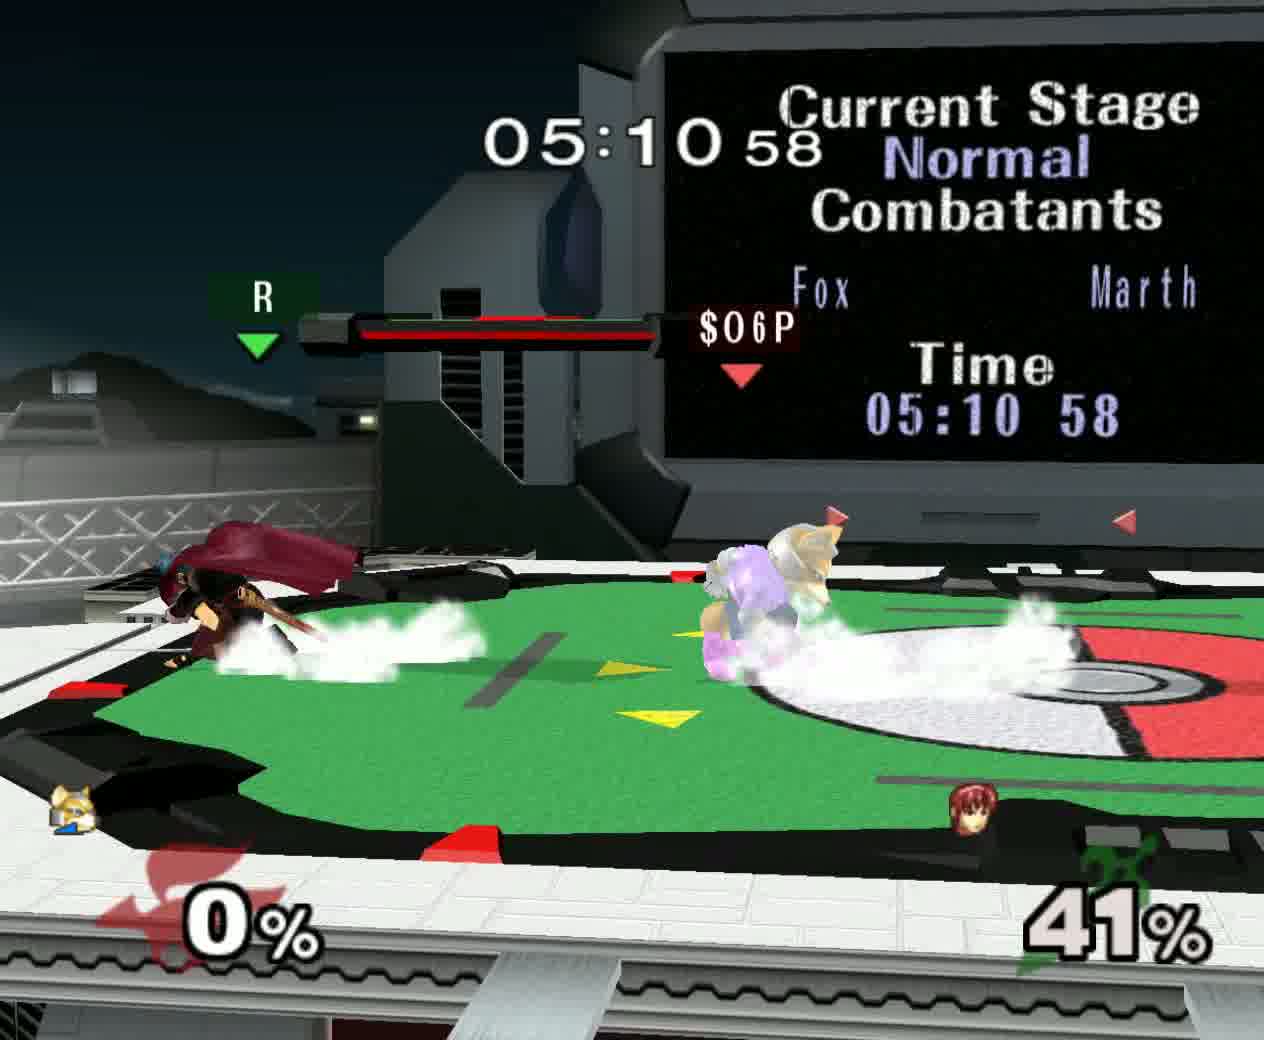 Current Stage
05:10 58
Normal
Combatants
Fox Marth
R
$06P
Time
05:10 58
0%
41%